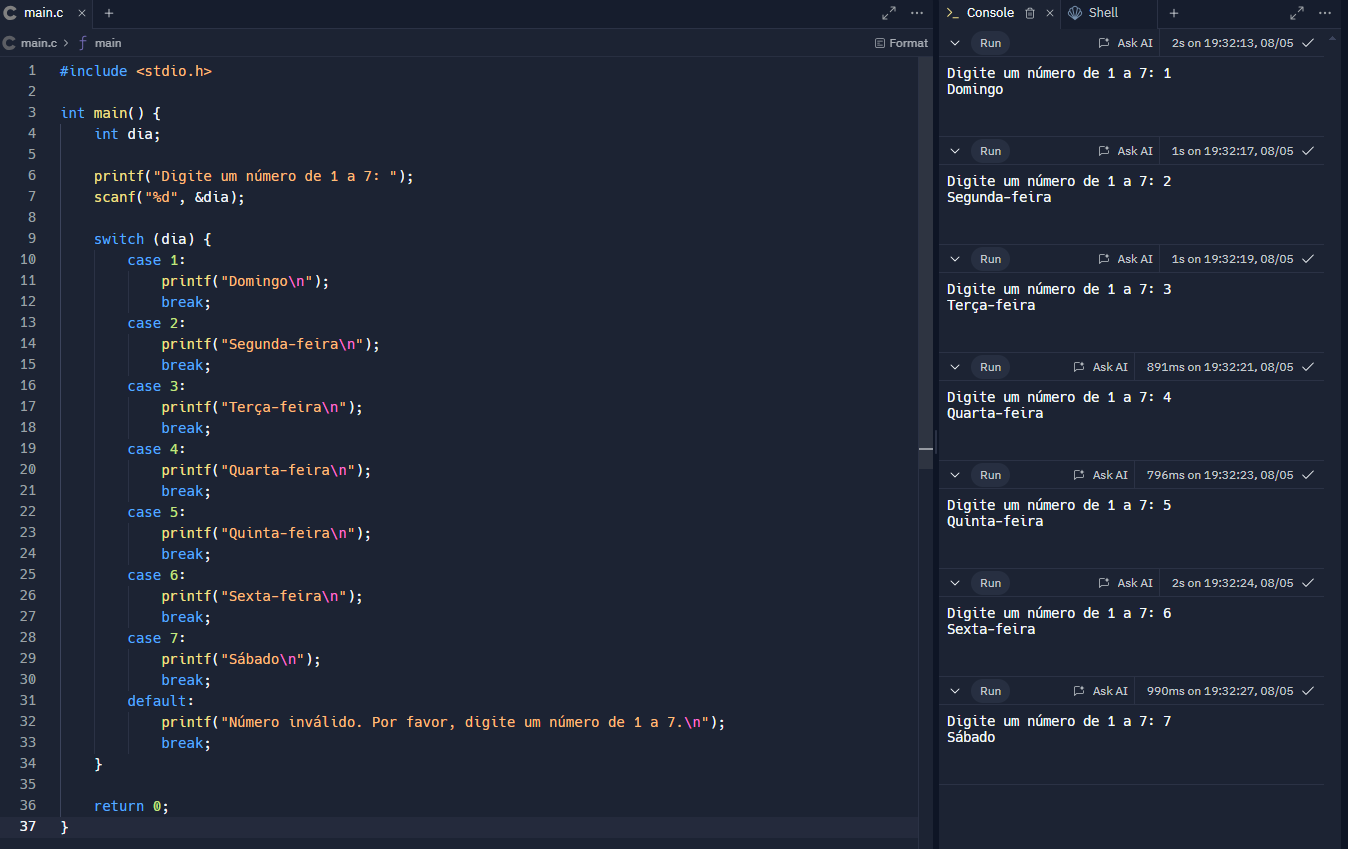 main.c
main.c > main
Format
1 #include <stdio.h>
2
3 int main() {
4 int dia;
5
6 printf("Digite um número de 1 a 7: ");
7 scanf("%d", &dia);
8
9 switch (dia) {
10 case 1:
11 printf("Domingo\n");
12 break;
13 case 2:
14 printf("Segunda-feira\n");
15 break;
16 case 3:
17 printf("Terça-feira\n");
18 break;
19 case 4:
20 printf("Quarta-feira\n");
21 break;
22 case 5:
23 printf("Quinta-feira\n");
24 break;
25 case 6:
26 printf("Sexta-feira\n");
27 break;
28 case 7:
29 printf("Sábado\n");
30 break;
31 default:
32 printf("Número inválido. Por favor, digite um número de 1 a 7.\n");
33 break;
34 }
35
36 return 0;
37 }
Console Shell
Run Ask AI 2s on 19:32:13, 08/05
Digite um número de 1 a 7: 1
Domingo
Run Ask AI 1s on 19:32:17, 08/05
Digite um número de 1 a 7: 2
Segunda-feira
Run Ask AI 1s on 19:32:19, 08/05
Digite um número de 1 a 7: 3
Terça-feira
Run Ask AI 891ms on 19:32:21, 08/05
Digite um número de 1 a 7: 4
Quarta-feira
Run Ask AI 796ms on 19:32:23, 08/05
Digite um número de 1 a 7: 5
Quinta-feira
Run Ask AI 2s on 19:32:24, 08/05
Digite um número de 1 a 7: 6
Sexta-feira
Run Ask AI 990ms on 19:32:27, 08/05
Digite um número de 1 a 7: 7
Sábado